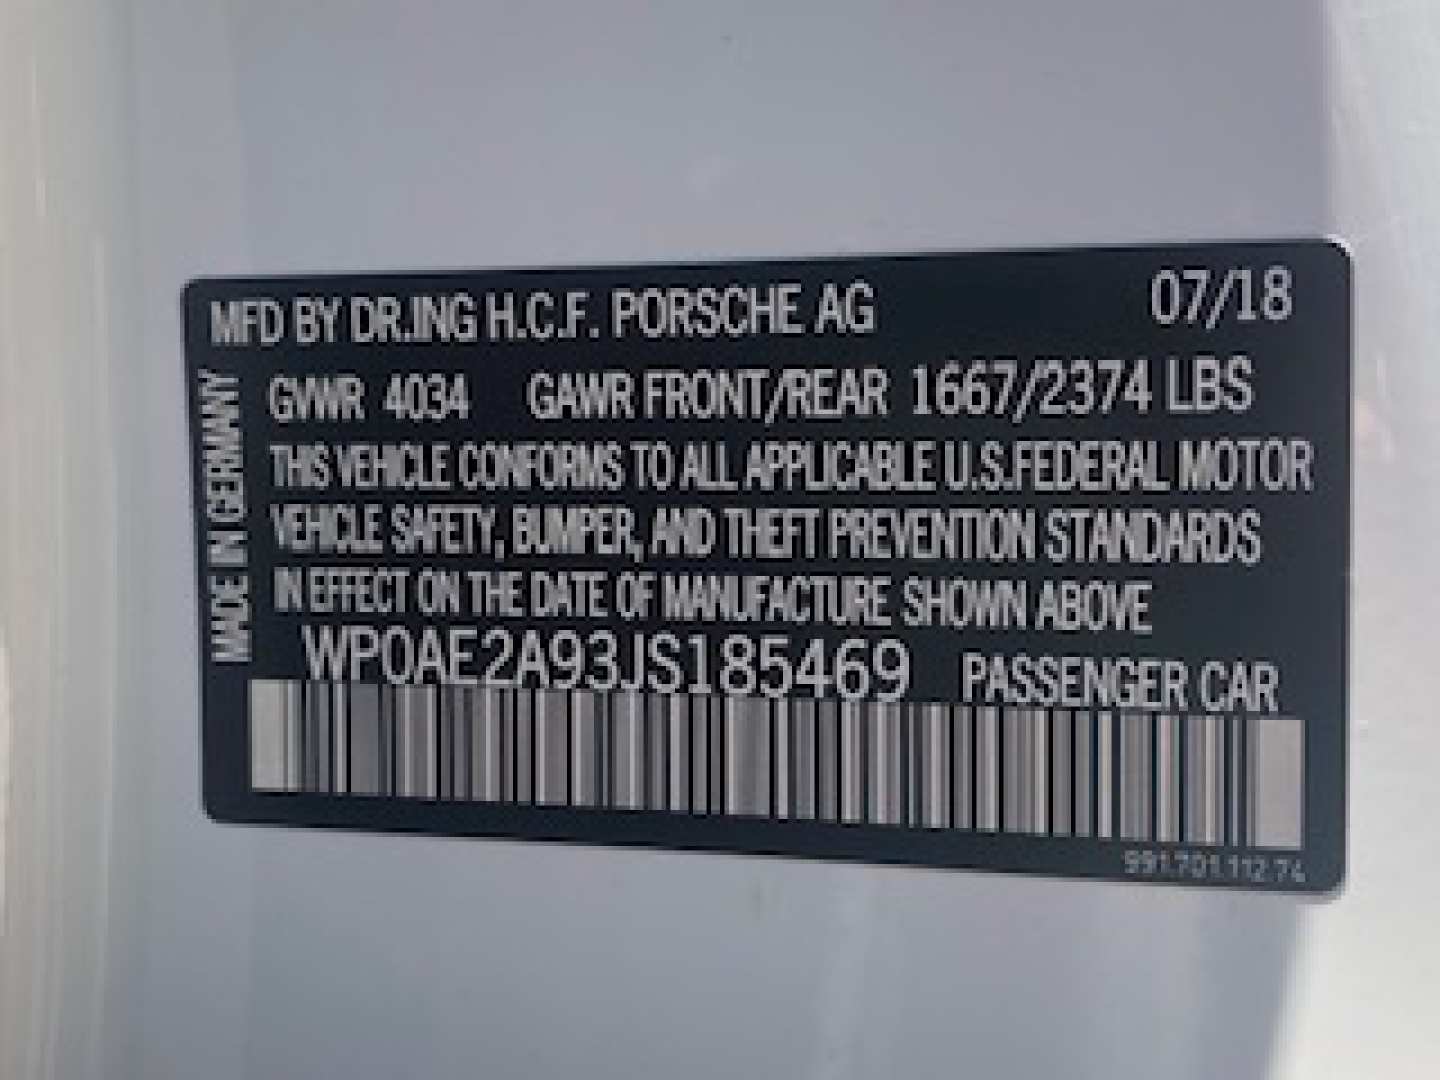 MFD BY DR.ING H.C.F. PORSCHE AG 07/18
GVWR 4034 GAWR FRONT/REAR 1667/2374 LBS
THIS VEHICLE CONFORMS TO ALL APPLICABLE U.S.FEDERAL MOTOR
VEHICLE SAFETY, BUMPER, AND THEFT PREVENTION STANDARDS
IN EFFECT ON THE DATE OF MANUFACTURE SHOWN ABOVE
WP0AE2A93JS185469 PASSENGER CAR
991.701.112.74
MADE IN GERMANY